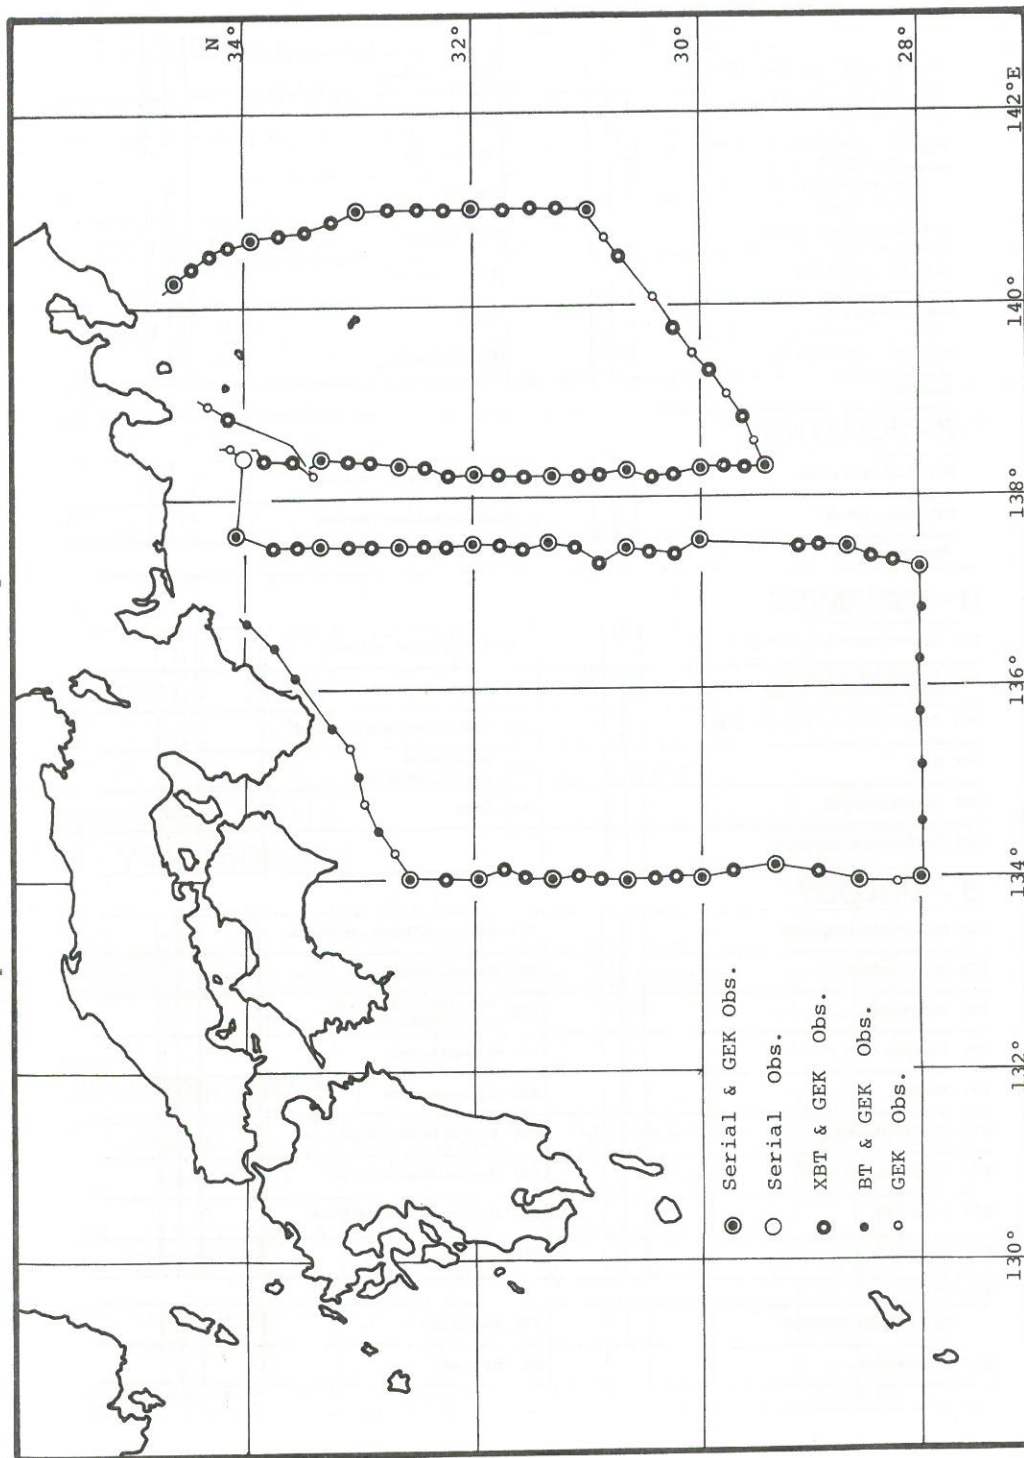 N
34°
32°
30°
28°
142°E
140°
138°
136°
134°
132°
130°
Serial & GEK Obs.
Serial Obs.
XBT & GEK Obs.
BT & GEK Obs.
GEK Obs.